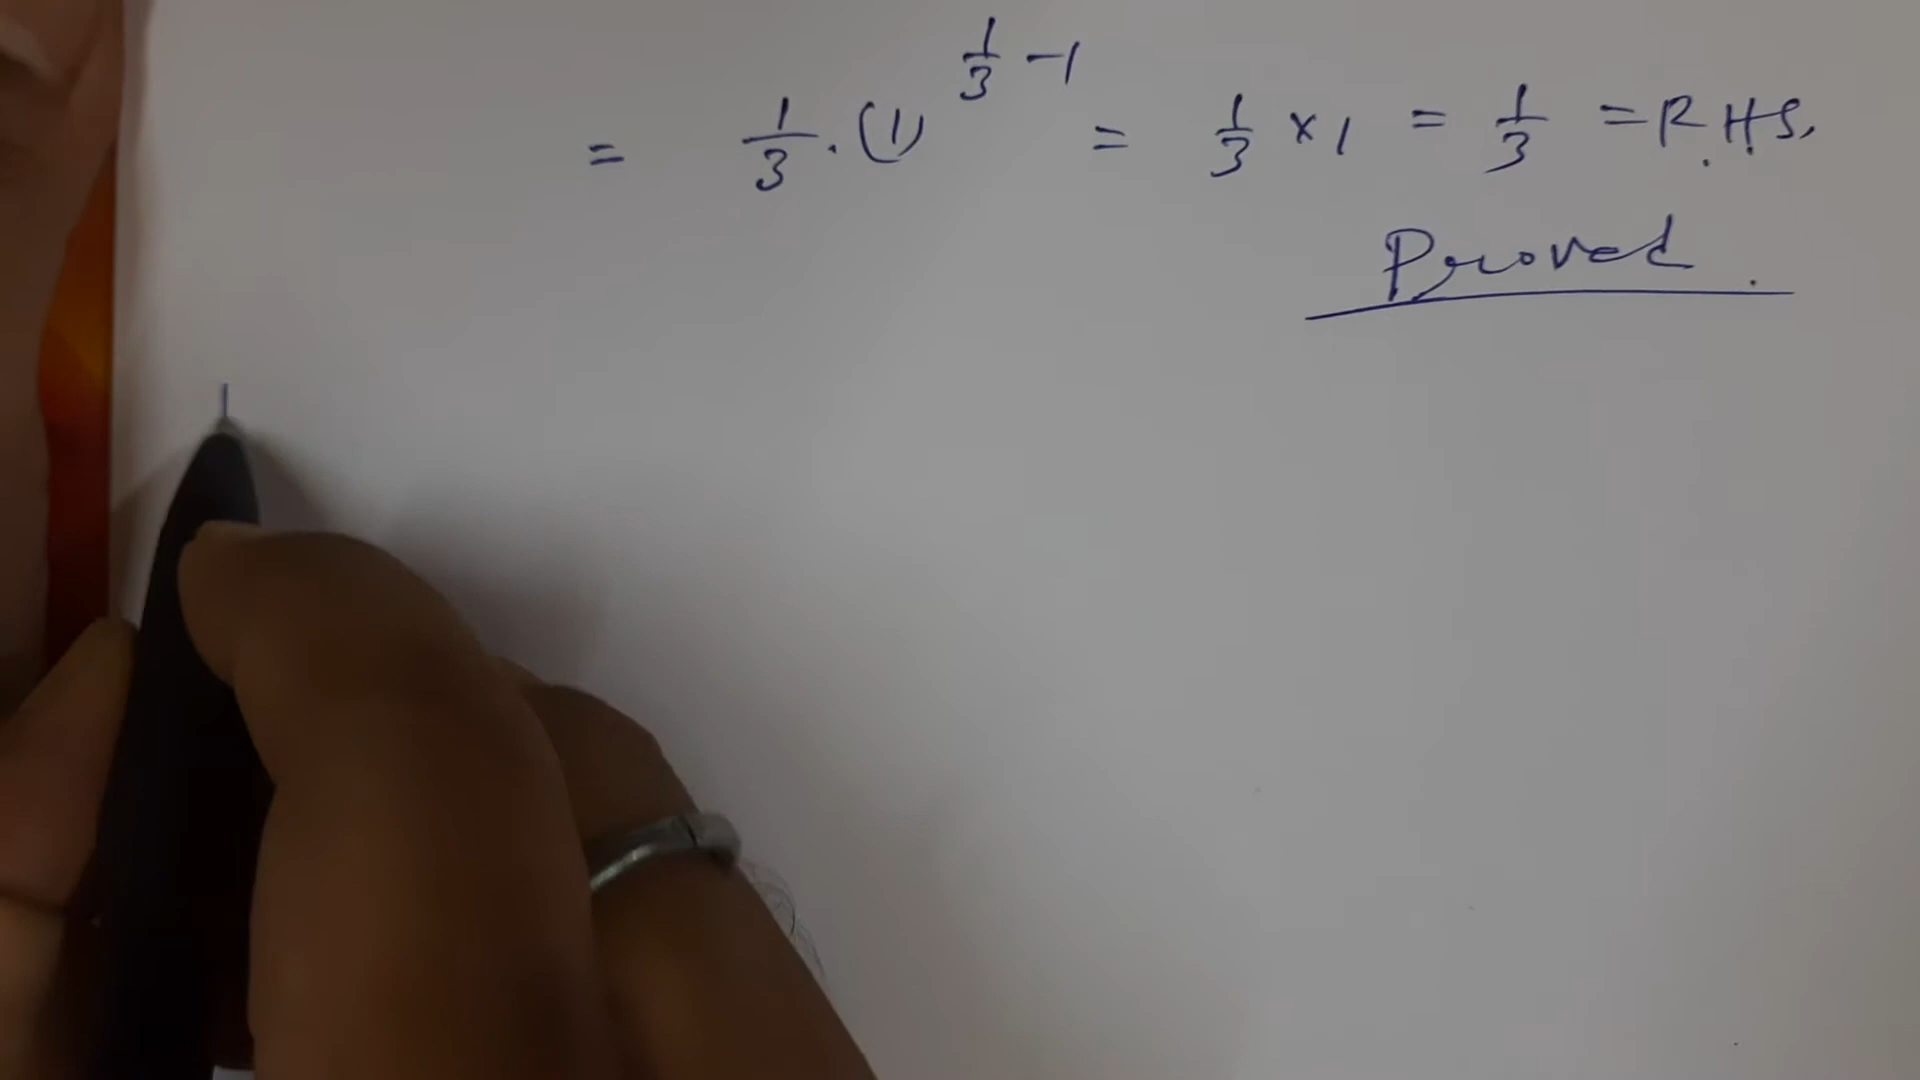 = 1/3 . (1)^(1/3 - 1) = 1/3 × 1 = 1/3 = R.H.S.
Proved.